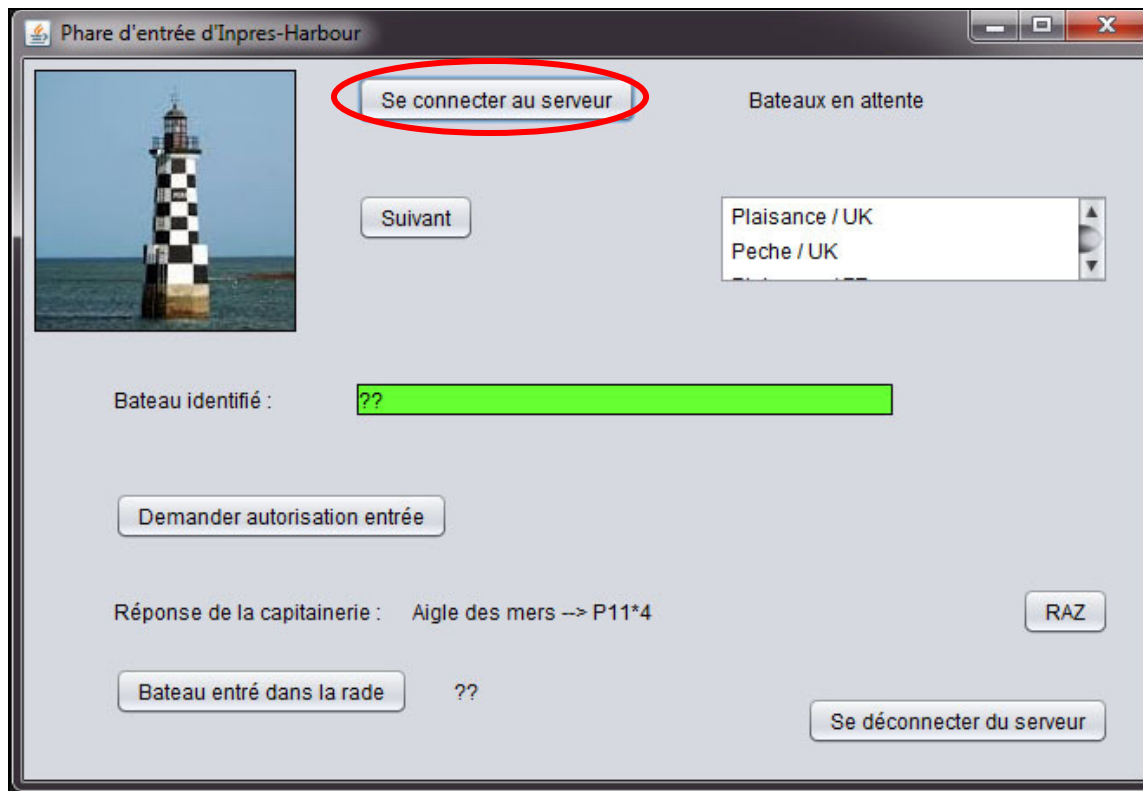 Phare d'entrée d'Inpres-Harbour
Se connecter au serveur
Bateaux en attente
Suivant
Plaisance / UK
Peche / UK
Bateau identifié :
??
Demander autorisation entrée
Réponse de la capitainerie : Aigle des mers --> P11*4
RAZ
Bateau entré dans la rade
??
Se déconnecter du serveur